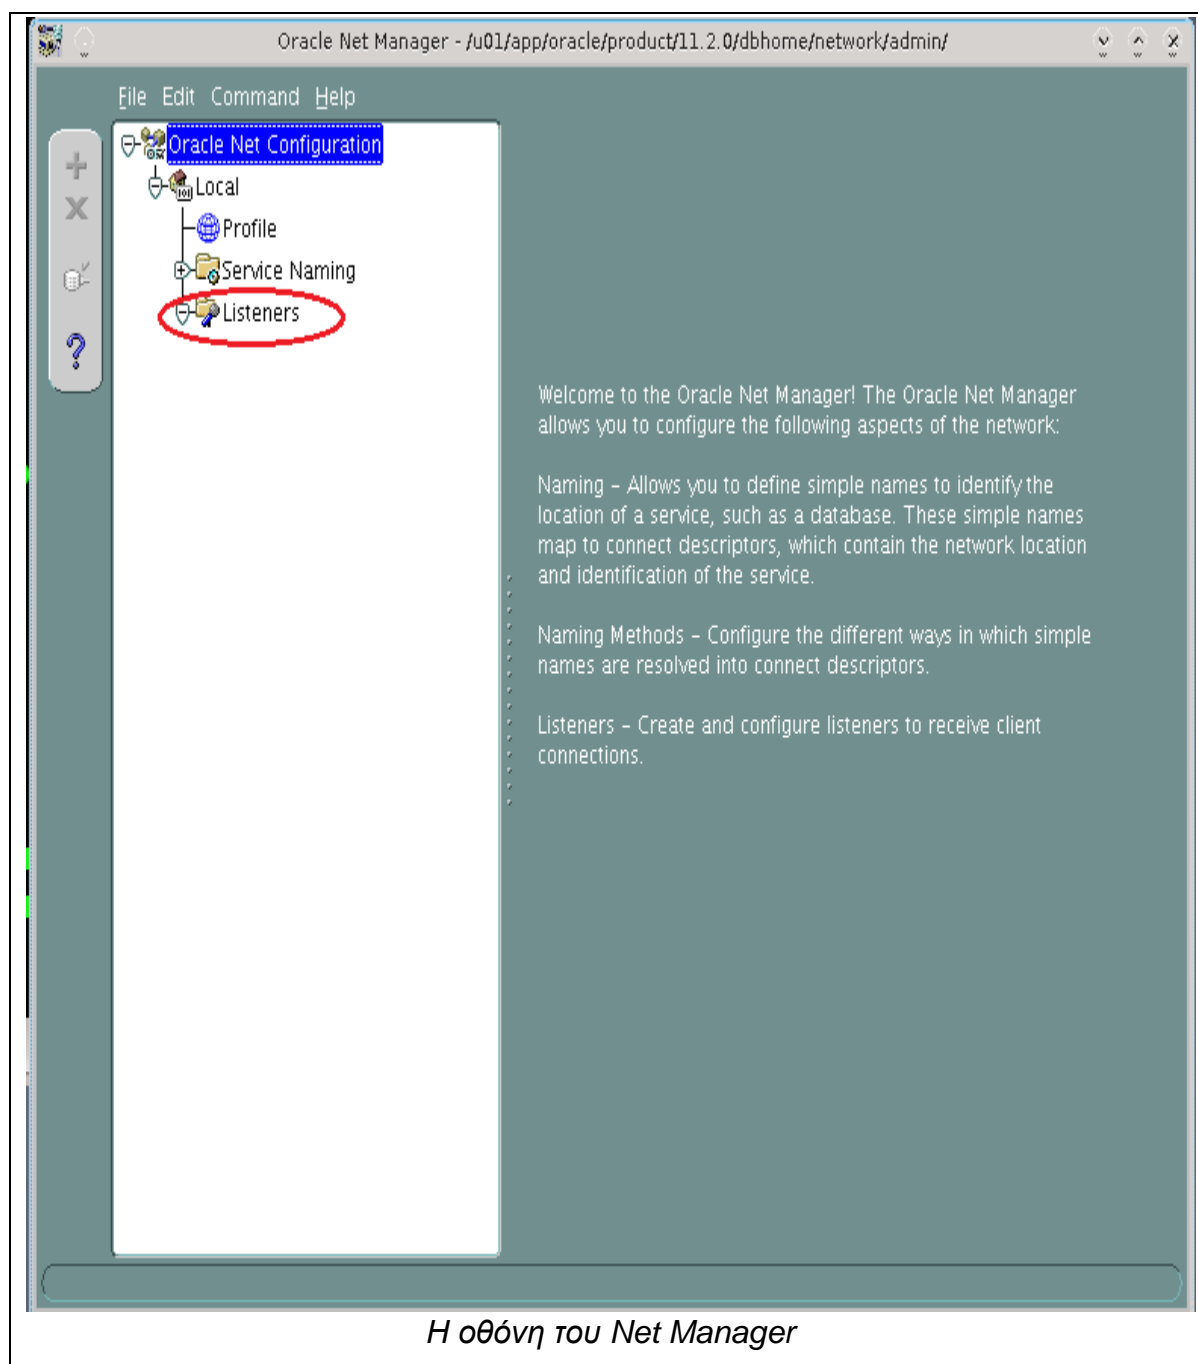 Oracle Net Manager - /u01/app/oracle/product/11.2.0/dbhome/network/admin/
File Edit Command Help
Oracle Net Configuration
Local
Profile
Service Naming
Listeners
Welcome to the Oracle Net Manager! The Oracle Net Manager
allows you to configure the following aspects of the network:
Naming – Allows you to define simple names to identify the
location of a service, such as a database. These simple names
map to connect descriptors, which contain the network location
and identification of the service.
Naming Methods – Configure the different ways in which simple
names are resolved into connect descriptors.
Listeners – Create and configure listeners to receive client
connections.
Η οθόνη του Net Manager